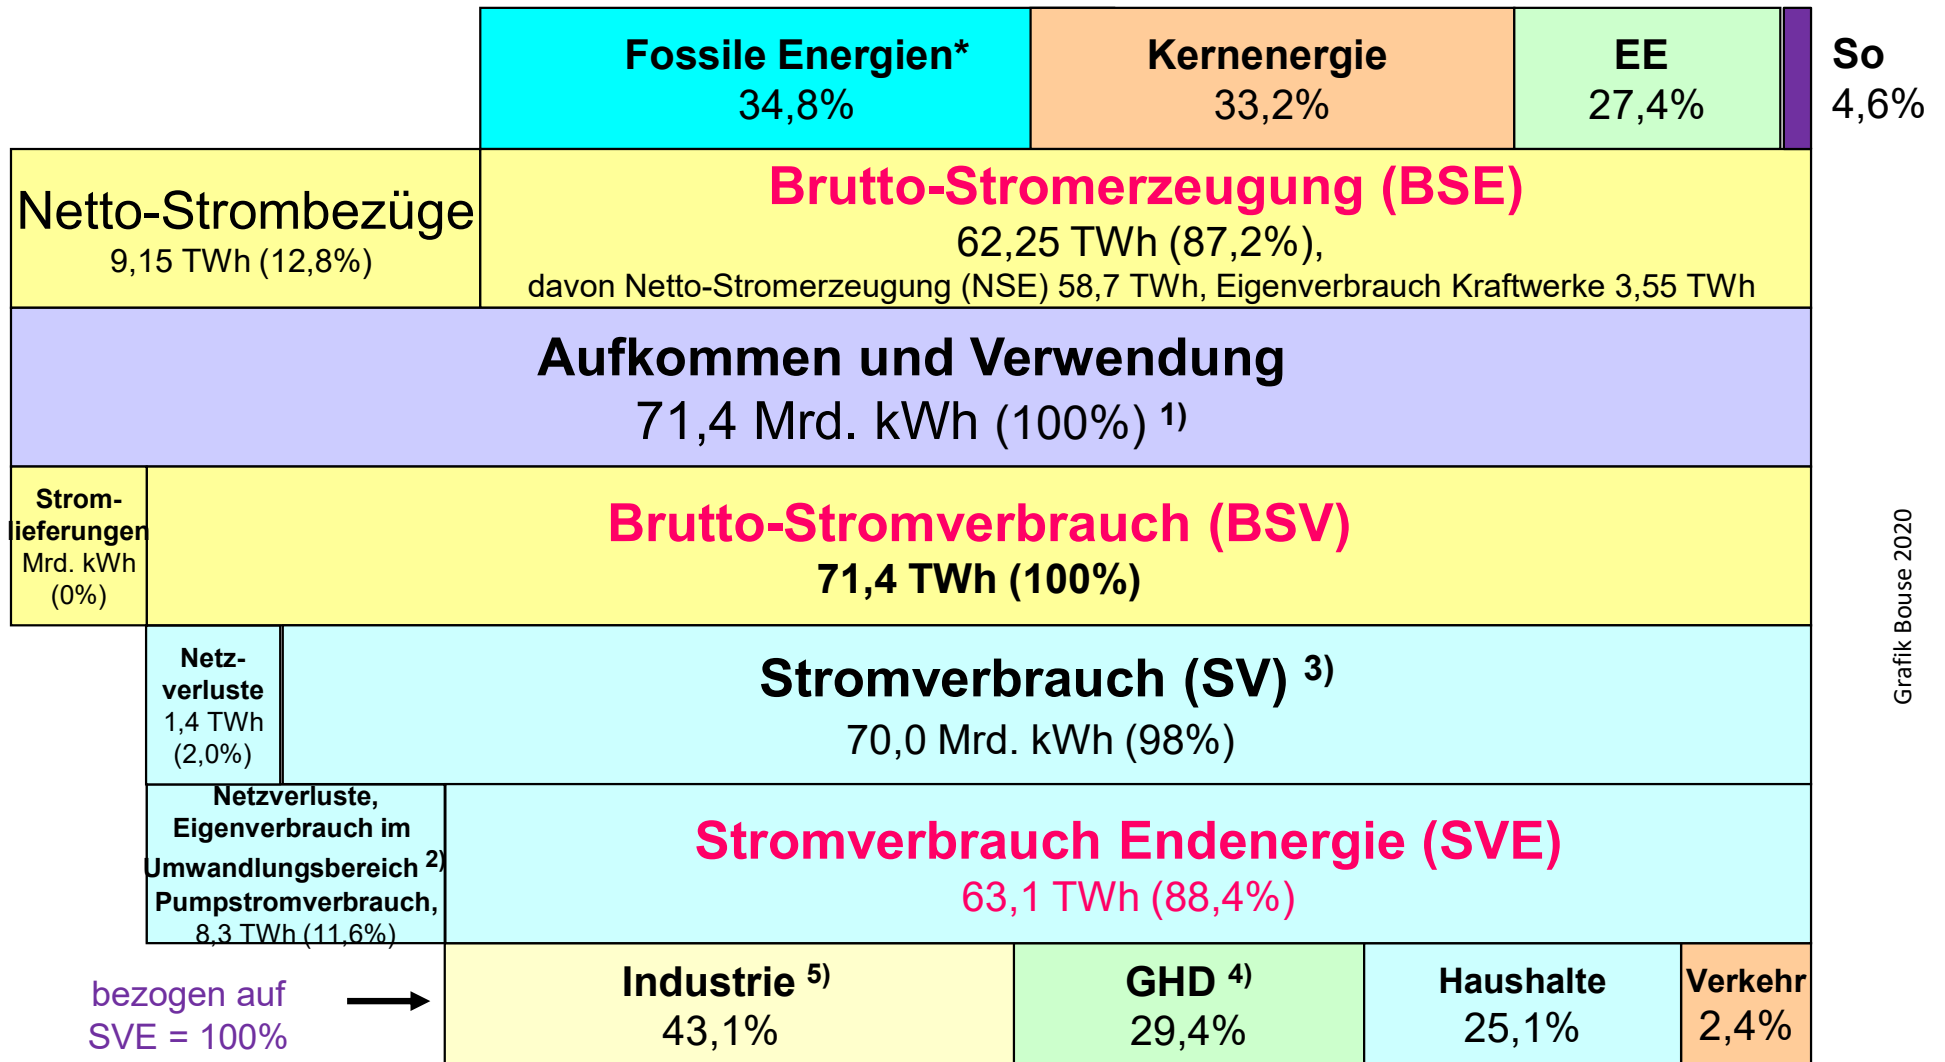 Fossile Energien*
34,8%
Kernenergie
33,2%
EE
27,4%
So
4,6%
Netto-Strombezüge
9,15 TWh (12,8%)
Brutto-Stromerzeugung (BSE)
62,25 TWh (87,2%),
davon Netto-Stromerzeugung (NSE) 58,7 TWh, Eigenverbrauch Kraftwerke 3,55 TWh
Aufkommen und Verwendung
71,4 Mrd. kWh (100%) 1)
Strom-
lieferungen
Mrd. kWh
(0%)
Brutto-Stromverbrauch (BSV)
71,4 TWh (100%)
Netz-
verluste
1,4 TWh
(2,0%)
Stromverbrauch (SV) 3)
70,0 Mrd. kWh (98%)
Netzverluste,
Eigenverbrauch im
Umwandlungsbereich 2)
Pumpstromverbrauch,
8,3 TWh (11,6%)
Stromverbrauch Endenergie (SVE)
63,1 TWh (88,4%)
bezogen auf
SVE = 100%
Industrie 5)
43,1%
GHD 4)
29,4%
Haushalte
25,1%
Verkehr
2,4%
Grafik Bouse 2020